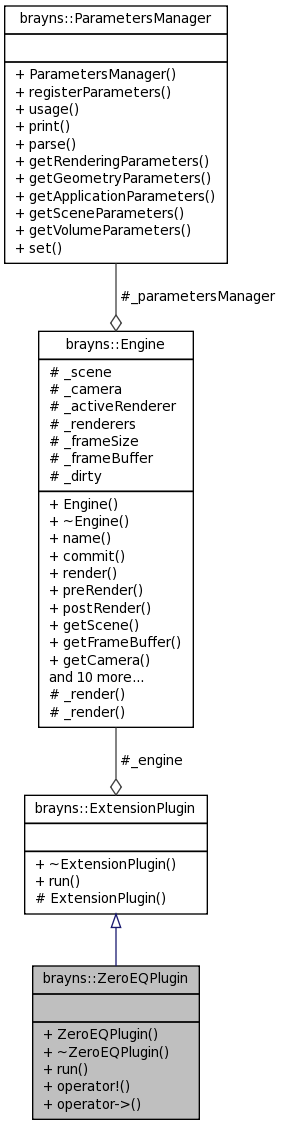 brayns::ParametersManager
+ ParametersManager()
+ registerParameters()
+ usage()
+ print()
+ parse()
+ getRenderingParameters()
+ getGeometryParameters()
+ getApplicationParameters()
+ getSceneParameters()
+ getVolumeParameters()
+ set()
#_parametersManager
brayns::Engine
# _scene
# _camera
# _activeRenderer
# _renderers
# _frameSize
# _frameBuffer
# _dirty
+ Engine()
+ ~Engine()
+ name()
+ commit()
+ render()
+ preRender()
+ postRender()
+ getScene()
+ getFrameBuffer()
+ getCamera()
and 10 more...
# _render()
# _render()
#_engine
brayns::ExtensionPlugin
+ ~ExtensionPlugin()
+ run()
# ExtensionPlugin()
brayns::ZeroEQPlugin
+ ZeroEQPlugin()
+ ~ZeroEQPlugin()
+ run()
+ operator!()
+ operator->()